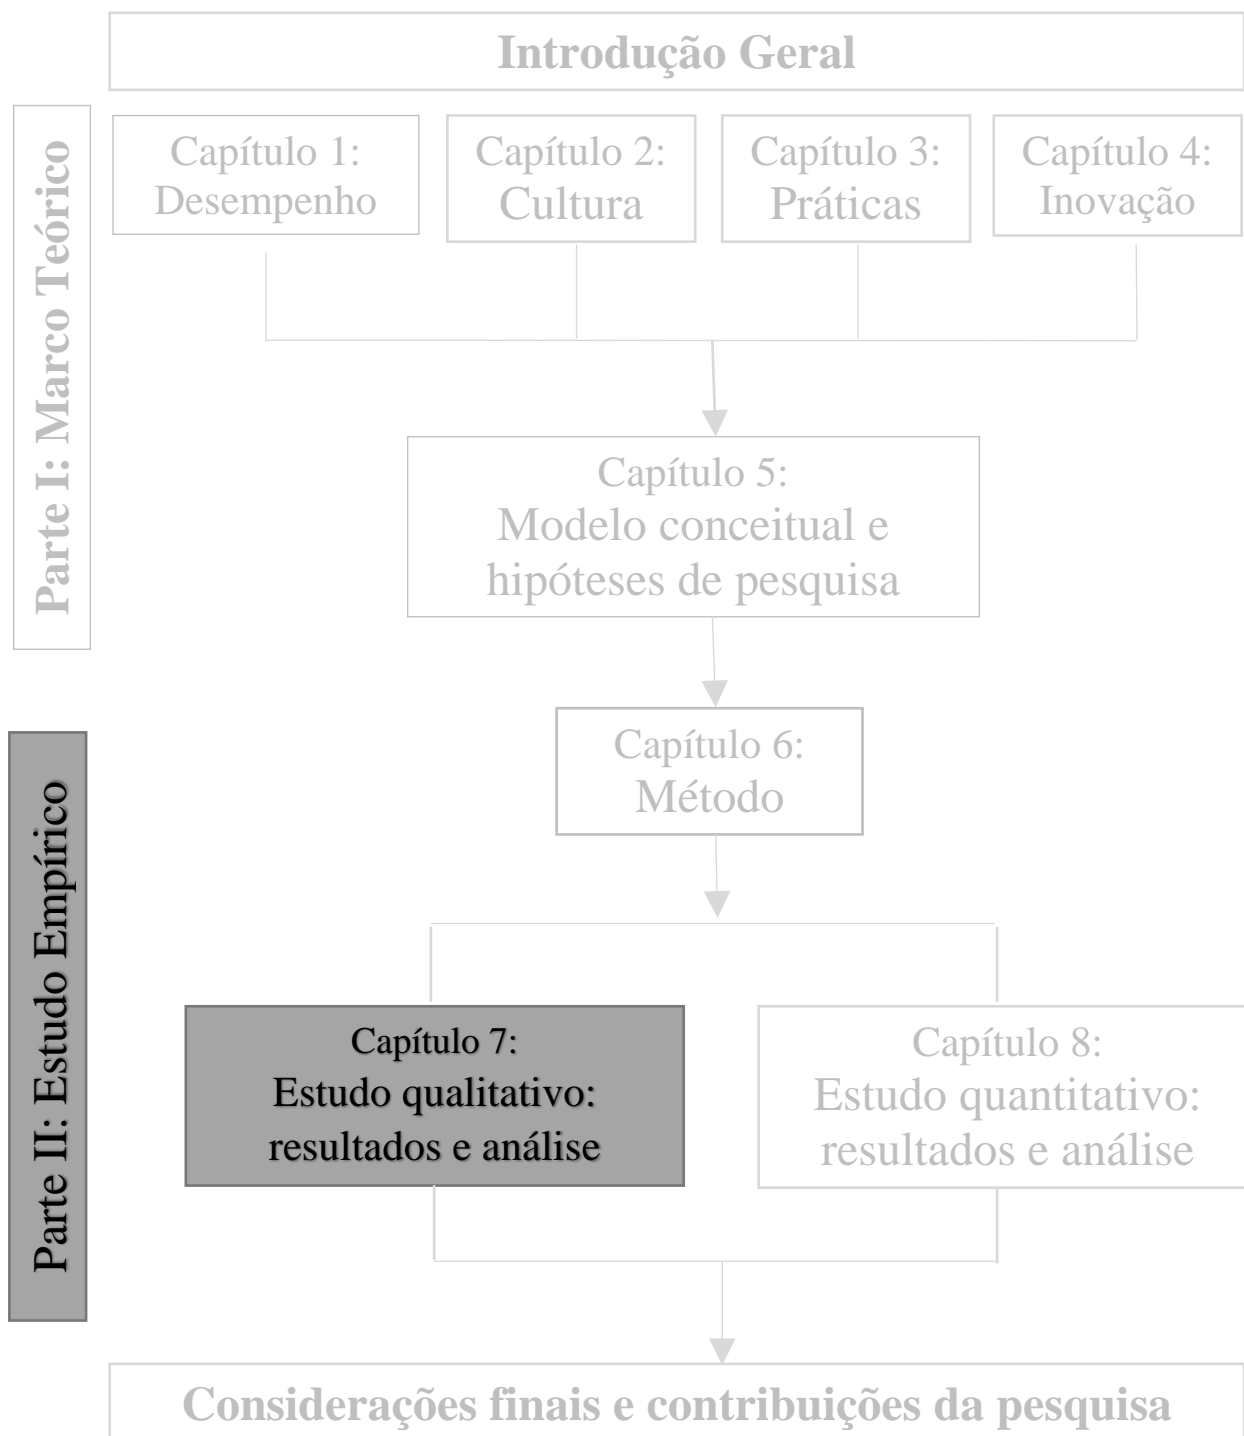 Introdução Geral
Parte I: Marco Teórico
Capítulo 1:
Desempenho
Capítulo 2:
Cultura
Capítulo 3:
Práticas
Capítulo 4:
Inovação
Capítulo 5:
Modelo conceitual e
hipóteses de pesquisa
Parte II: Estudo Empírico
Capítulo 6:
Método
Capítulo 7:
Estudo qualitativo:
resultados e análise
Capítulo 8:
Estudo quantitativo:
resultados e análise
Considerações finais e contribuições da pesquisa